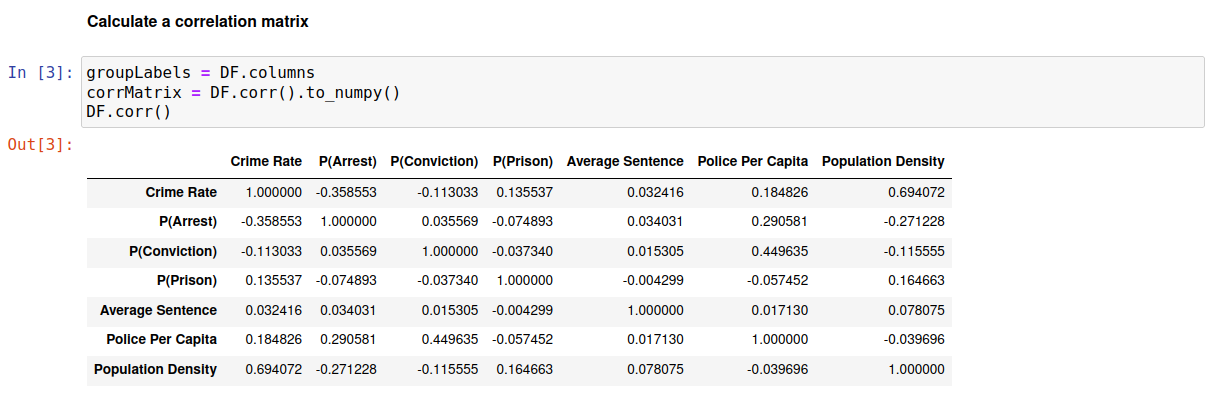 Calculate a correlation matrix
In [3]: groupLabels = DF.columns
corrMatrix = DF.corr().to_numpy()
DF.corr()
Out[3]:
Crime Rate P(Arrest) P(Conviction) P(Prison) Average Sentence Police Per Capita Population Density
Crime Rate 1.000000 -0.358553 -0.113033 0.135537 0.032416 0.184826 0.694072
P(Arrest) -0.358553 1.000000 0.035569 -0.074893 0.034031 0.290581 -0.271228
P(Conviction) -0.113033 0.035569 1.000000 -0.037340 0.015305 0.449635 -0.115555
P(Prison) 0.135537 -0.074893 -0.037340 1.000000 -0.004299 -0.057452 0.164663
Average Sentence 0.032416 0.034031 0.015305 -0.004299 1.000000 0.017130 0.078075
Police Per Capita 0.184826 0.290581 0.449635 -0.057452 0.017130 1.000000 -0.039696
Population Density 0.694072 -0.271228 -0.115555 0.164663 0.078075 -0.039696 1.000000